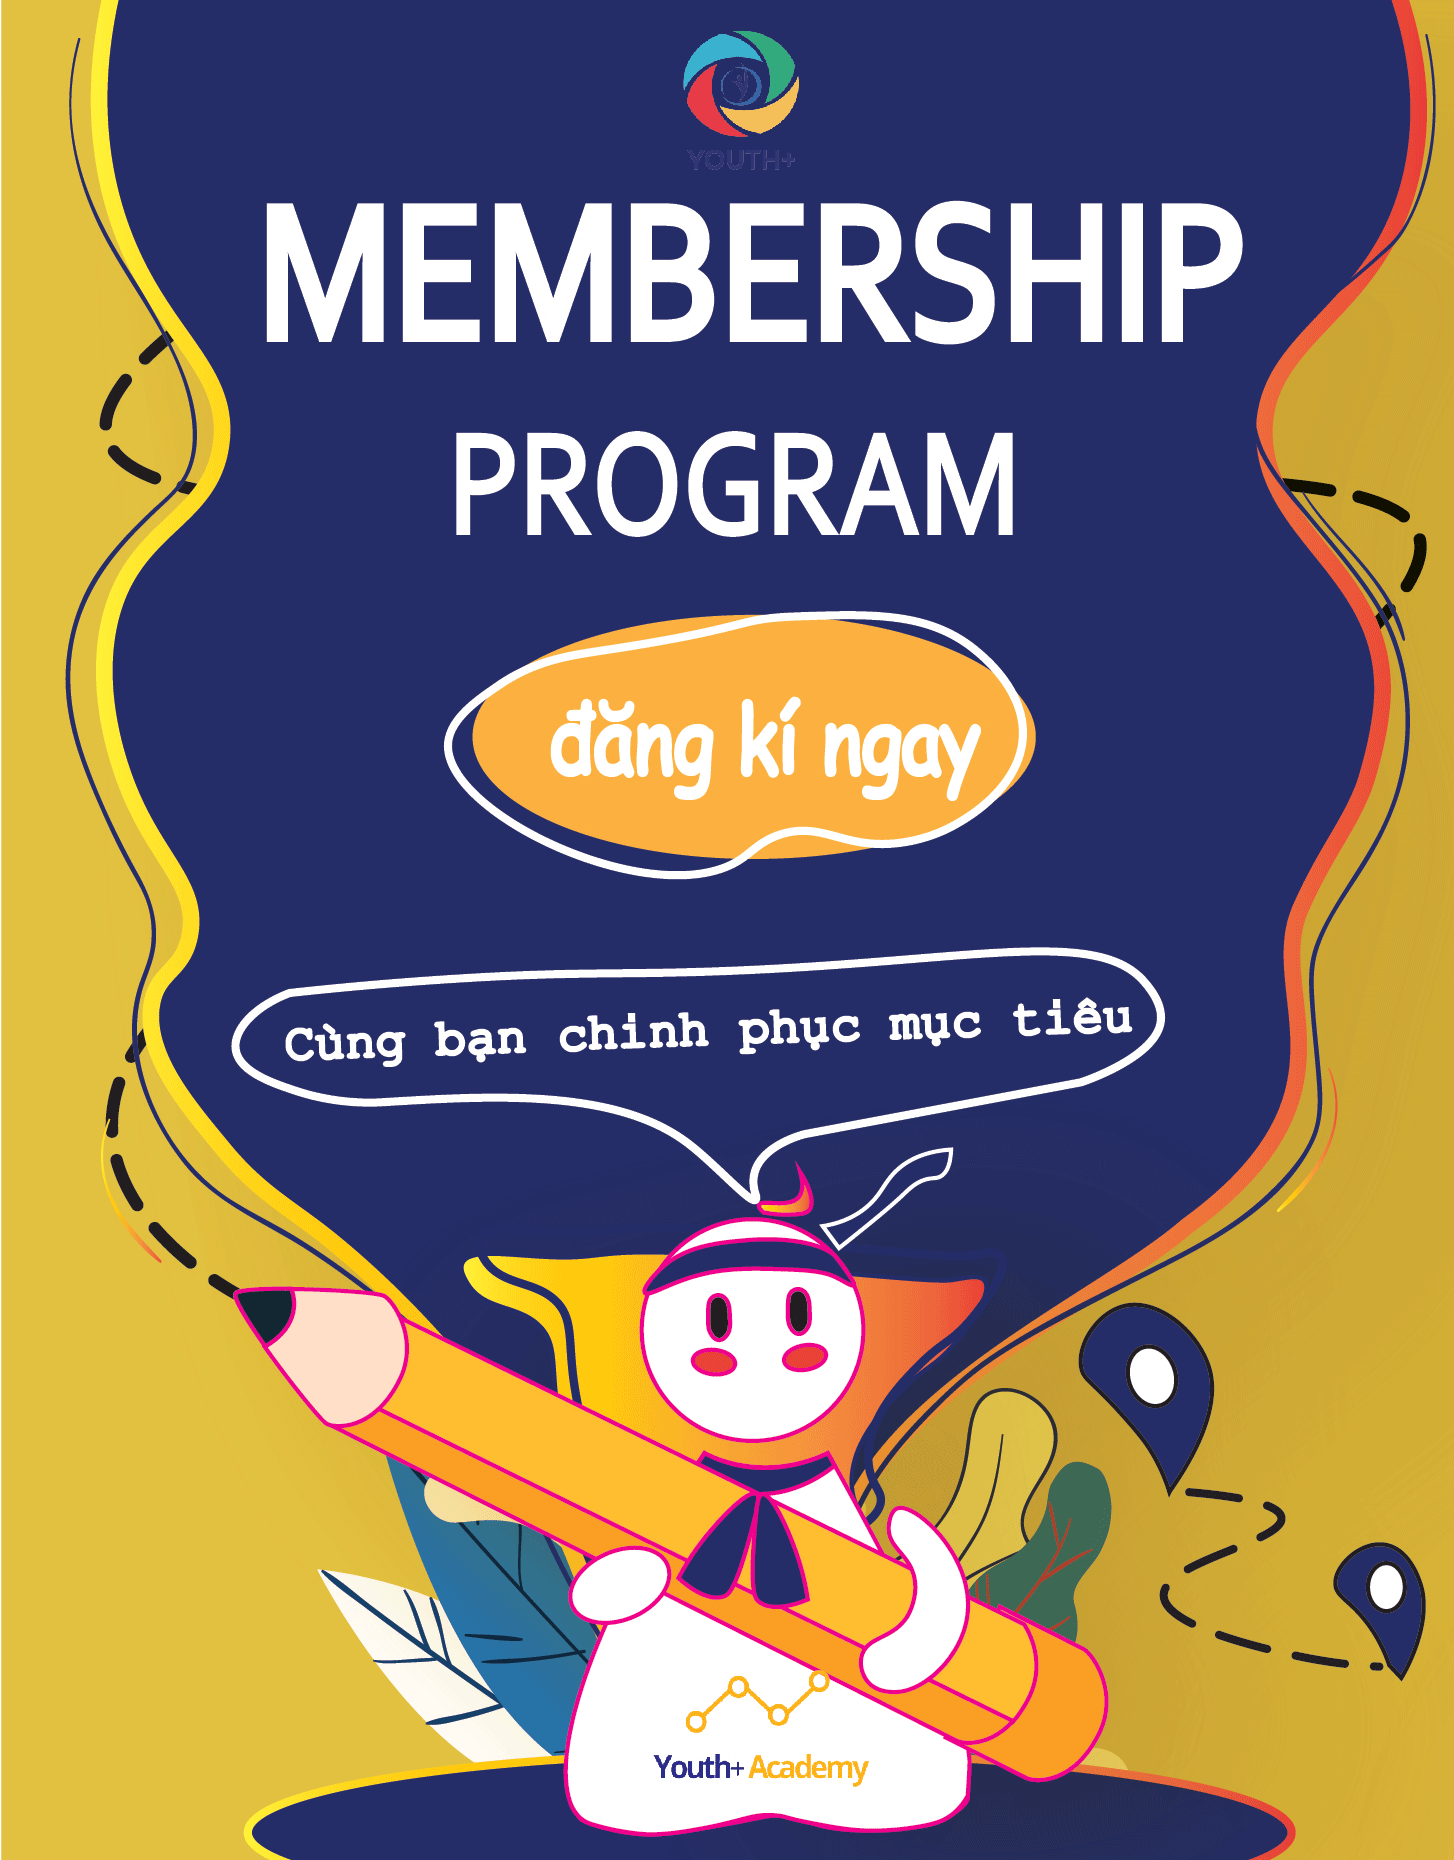 YOUTH+
MEMBERSHIP
PROGRAM
đăng kí ngay
Cùng bạn chinh phục mục tiêu
Youth+ Academy